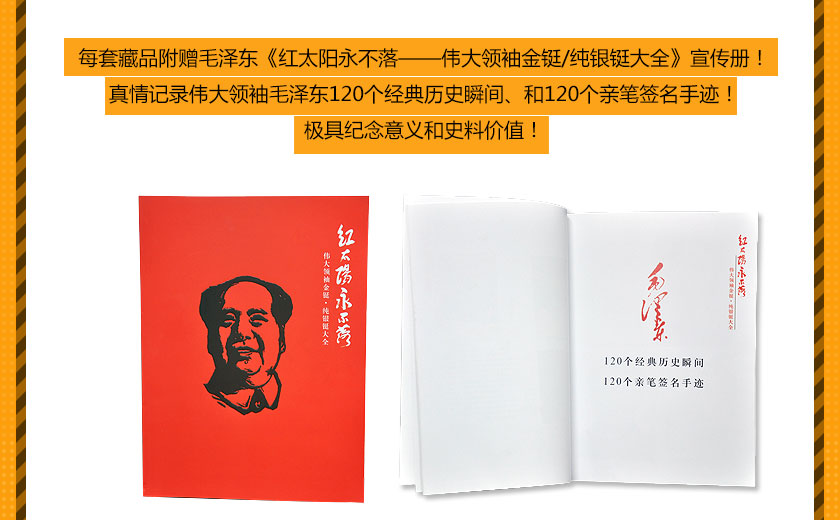 每套藏品附赠毛泽东《红太阳永不落——伟大领袖金铤/纯银铤大全》宣传册！
真情记录伟大领袖毛泽东120个经典历史瞬间、和120个亲笔签名手迹！
极具纪念意义和史料价值！
红太陽永不落
伟大领袖金铤·纯银铤大全
红太陽永不落
伟大领袖金铤·纯银铤大全
毛泽东
120个经典历史瞬间
120个亲笔签名手迹